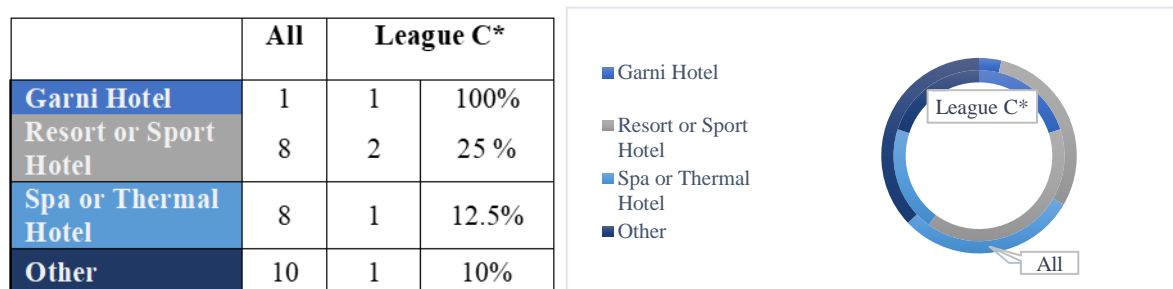 All League C*
Garni Hotel 1 1 100%
Resort or Sport
Hotel 8 2 25 %
Spa or Thermal
Hotel 8 1 12.5%
Other 10 1 10%
Garni Hotel
Resort or Sport
Hotel
Spa or Thermal
Hotel
Other
League C*
All